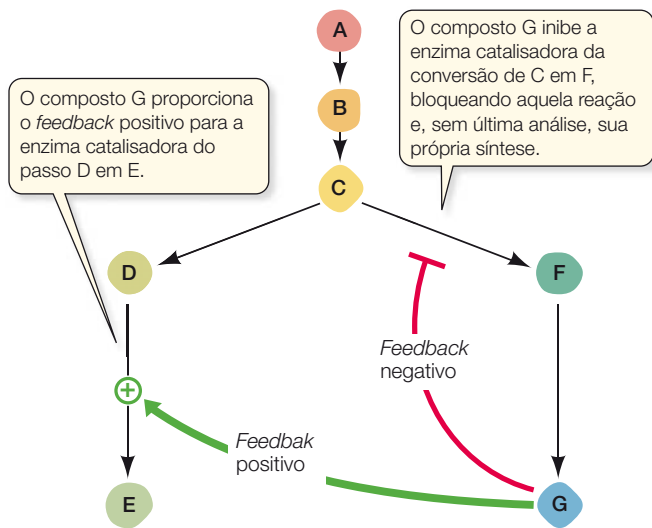 A
O composto G inibe a
enzima catalisadora da
conversão de C em F,
bloqueando aquela reação
e, sem última análise, sua
própria síntese.
O composto G proporciona
o feedback positivo para a
enzima catalisadora do
passo D em E.
B
C
D
F
Feedback
negativo
+
Feedbak
positivo
E
G